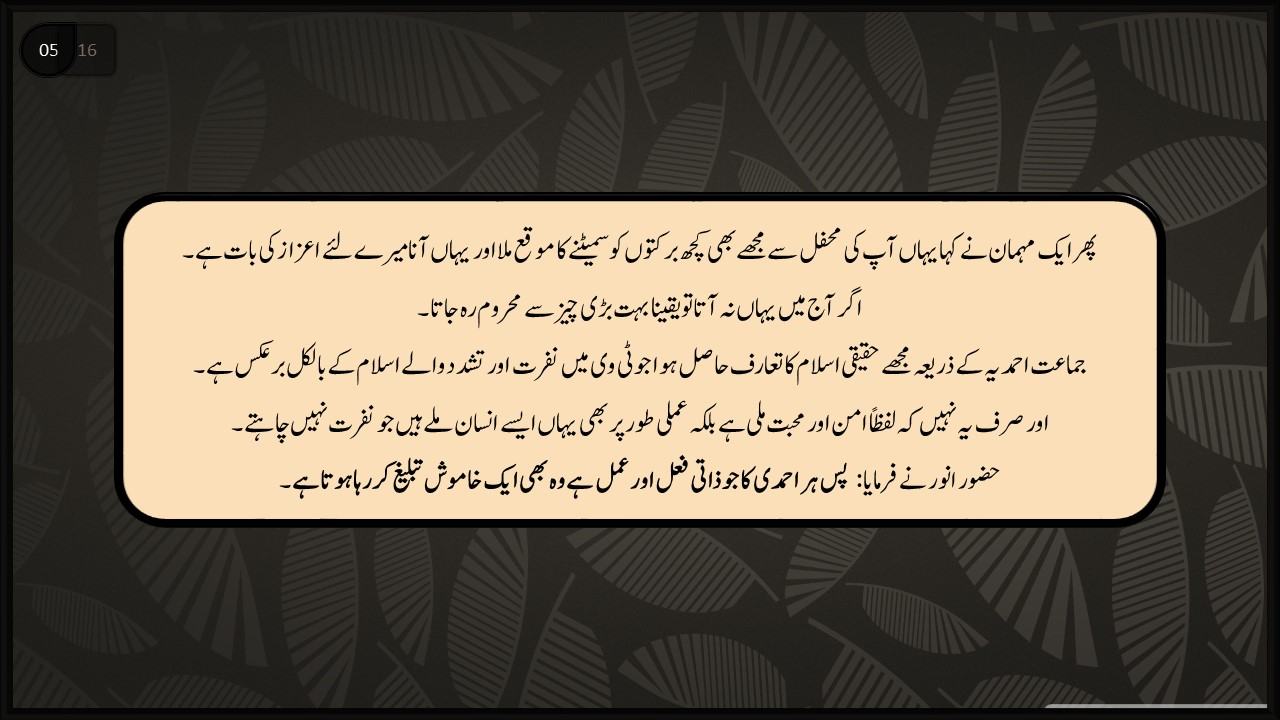 05 16
پھر ایک مہمان نے کہا یہاں آپ کی محفل سے مجھے بھی کچھ برکتوں کو سمیٹنے کا موقع ملا اور یہاں آنا میرے لئے اعزاز کی بات ہے۔
اگر آج میں یہاں نہ آتا تو یقینا بہت بڑی چیز سے محروم رہ جاتا۔
جماعت احمدیہ کے ذریعہ مجھے حقیقی اسلام کا تعارف حاصل ہوا جو ٹی وی میں نفرت اور تشدد والے اسلام کے بالکل برعکس ہے۔
اور صرف یہ نہیں کہ لفظاً امن اور محبت ملی ہے بلکہ عملی طور پر بھی یہاں ایسے انسان ملے ہیں جو نفرت نہیں چاہتے۔
حضور انور نے فرمایا: پس ہر احمدی کا جو ذاتی فعل اور عمل ہے وہ بھی ایک خاموش تبلیغ کر رہا ہوتا ہے۔